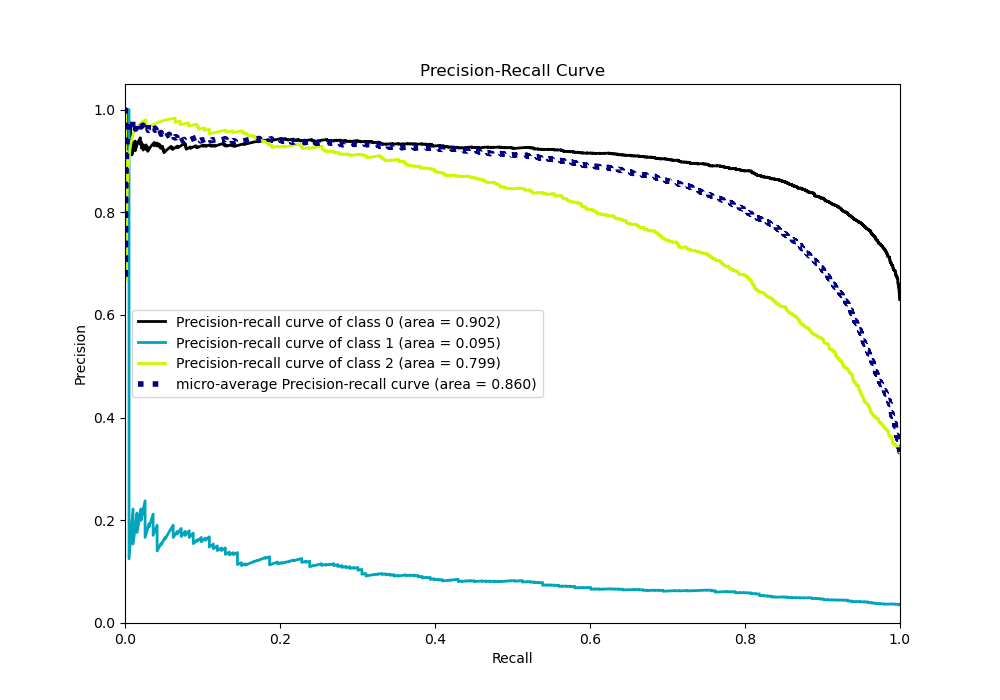 Precision-Recall Curve
Precision
1.0
0.8
0.6
0.4
0.2
0.0
Precision-recall curve of class 0 (area = 0.902)
Precision-recall curve of class 1 (area = 0.095)
Precision-recall curve of class 2 (area = 0.799)
micro-average Precision-recall curve (area = 0.860)
0.0 0.2 0.4 0.6 0.8 1.0
Recall